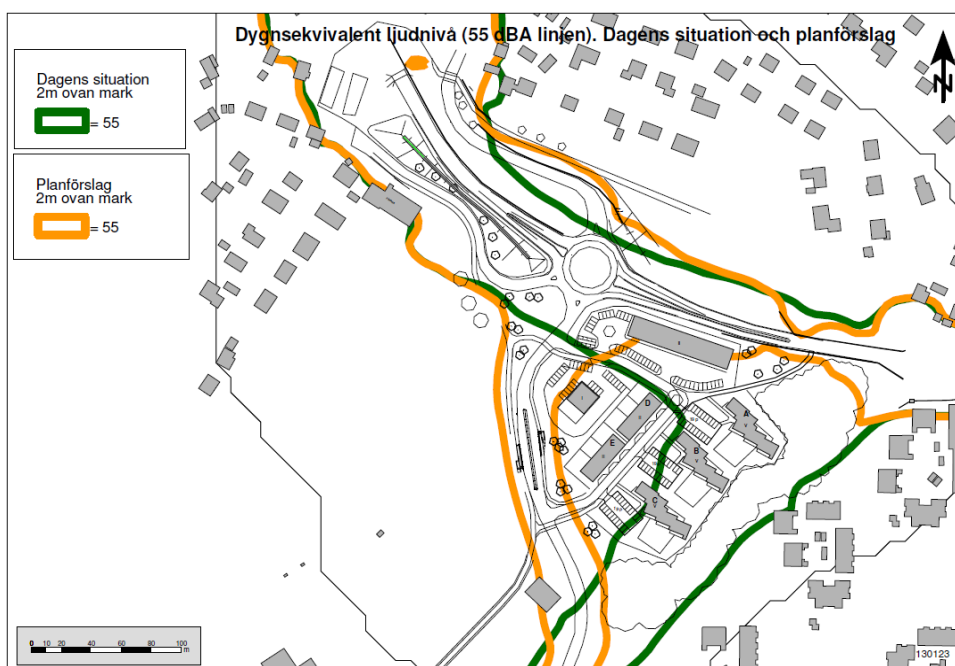 Dygnsekvivalent ljudnivå (55 dBA linjen). Dagens situation och planförslag
Dagens situation
2m ovan mark
= 55
Planförslag
2m ovan mark
= 55
N
A
V
B
V
C
V
D
E
0 10 20 40 60 80 100
m
130123